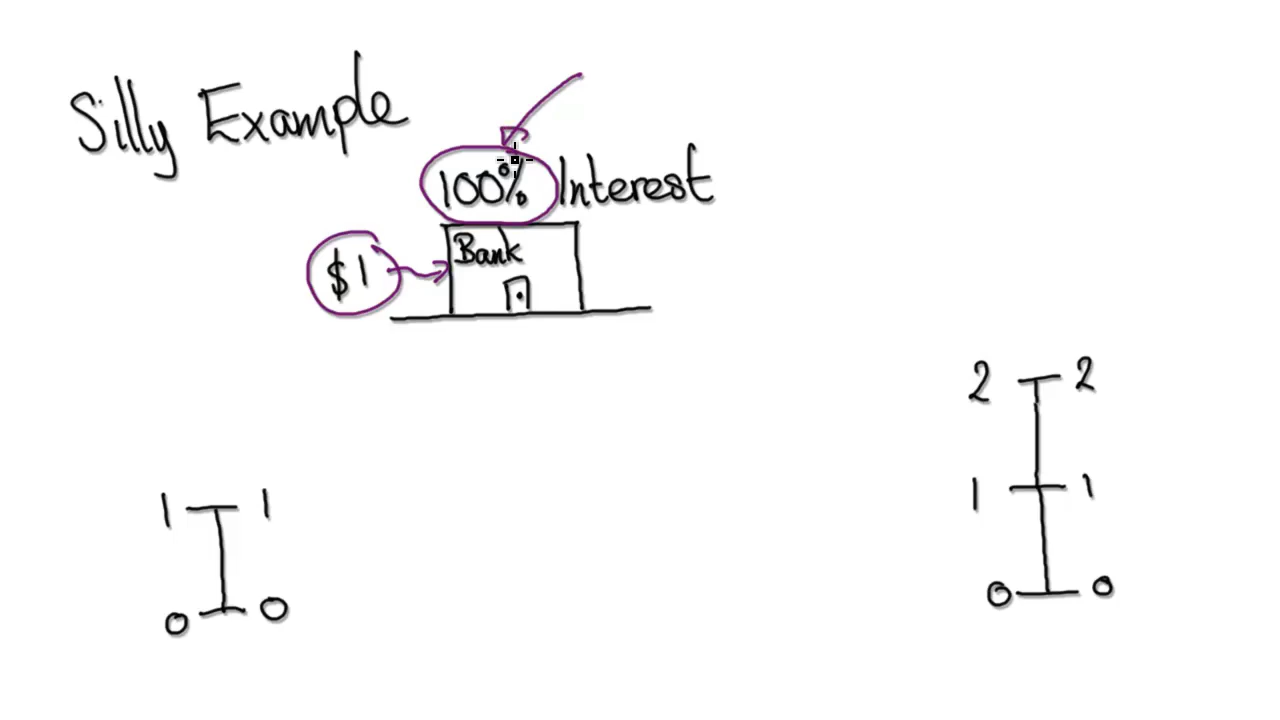 Silly Example
100% Interest
Bank
$1
2 2
1 1
1 1
0 0
0 0